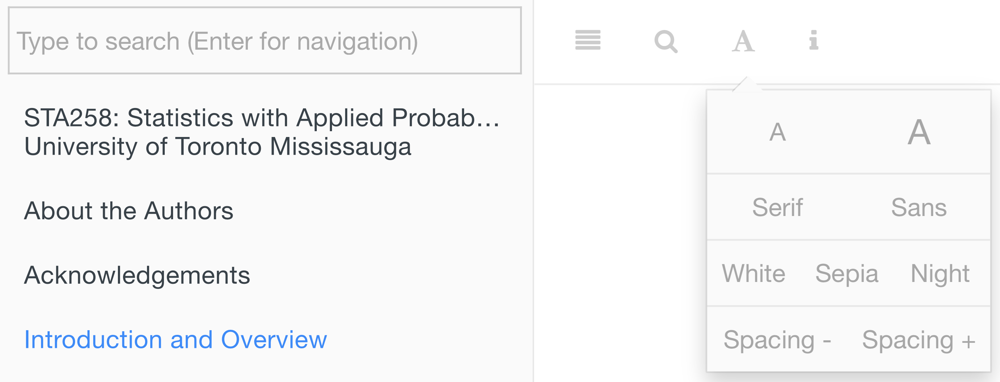 Type to search (Enter for navigation)
STA258: Statistics with Applied Probab...
University of Toronto Mississauga
About the Authors
Acknowledgements
Introduction and Overview
A i
A A
Serif Sans
White Sepia Night
Spacing - Spacing +